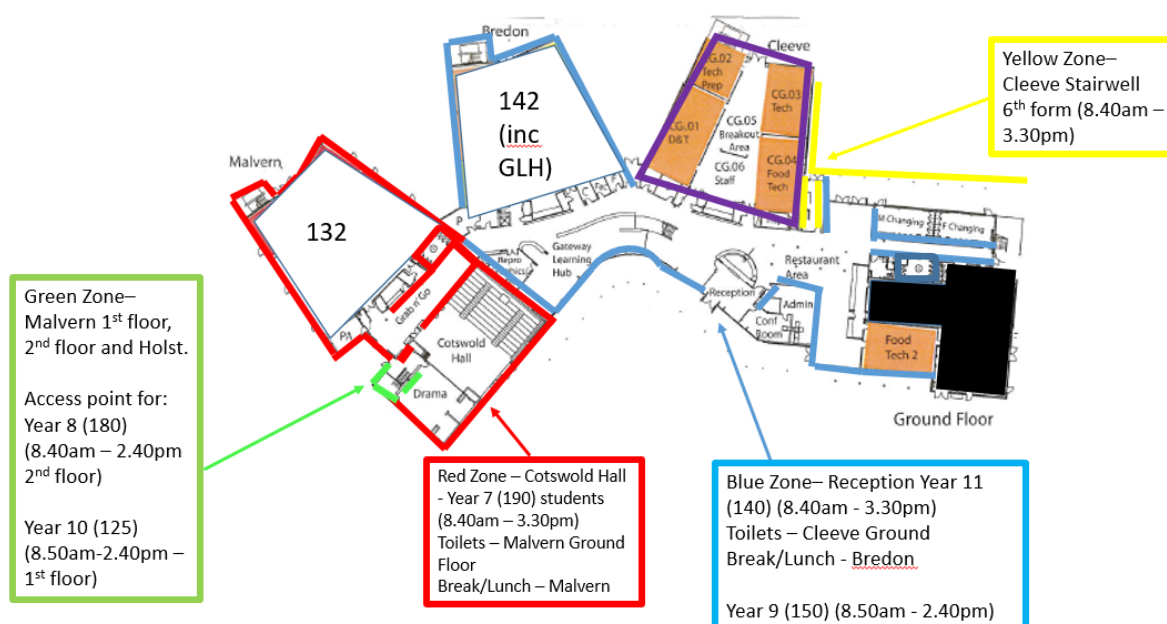 Bredon
Cleeve
Malvern
142
(inc
GLH)
132
CG.02
Tech
Prep
CG.03
Tech
CG.01
D&T
CG.05
Breakout
Area
CG.06
Staff
CG.04
Food
Tech
Yellow Zone–
Cleeve Stairwell
6th form (8.40am –
3.30pm)
M Changing
F Changing
Gateway
Learning
Hub
Restaurant
Area
Reception
Admin
Conf
Room
Food
Tech 2
Grab n' Go
PA
Cotswold
Hall
Drama
Ground Floor
Green Zone–
Malvern 1st floor,
2nd floor and Holst.
Access point for:
Year 8 (180)
(8.40am – 2.40pm
2nd floor)
Year 10 (125)
(8.50am-2.40pm –
1st floor)
Red Zone – Cotswold Hall
- Year 7 (190) students
(8.40am – 3.30pm)
Toilets – Malvern Ground
Floor
Break/Lunch – Malvern
Blue Zone– Reception Year 11
(140) (8.40am - 3.30pm)
Toilets – Cleeve Ground
Break/Lunch - Bredon
Year 9 (150) (8.50am - 2.40pm)